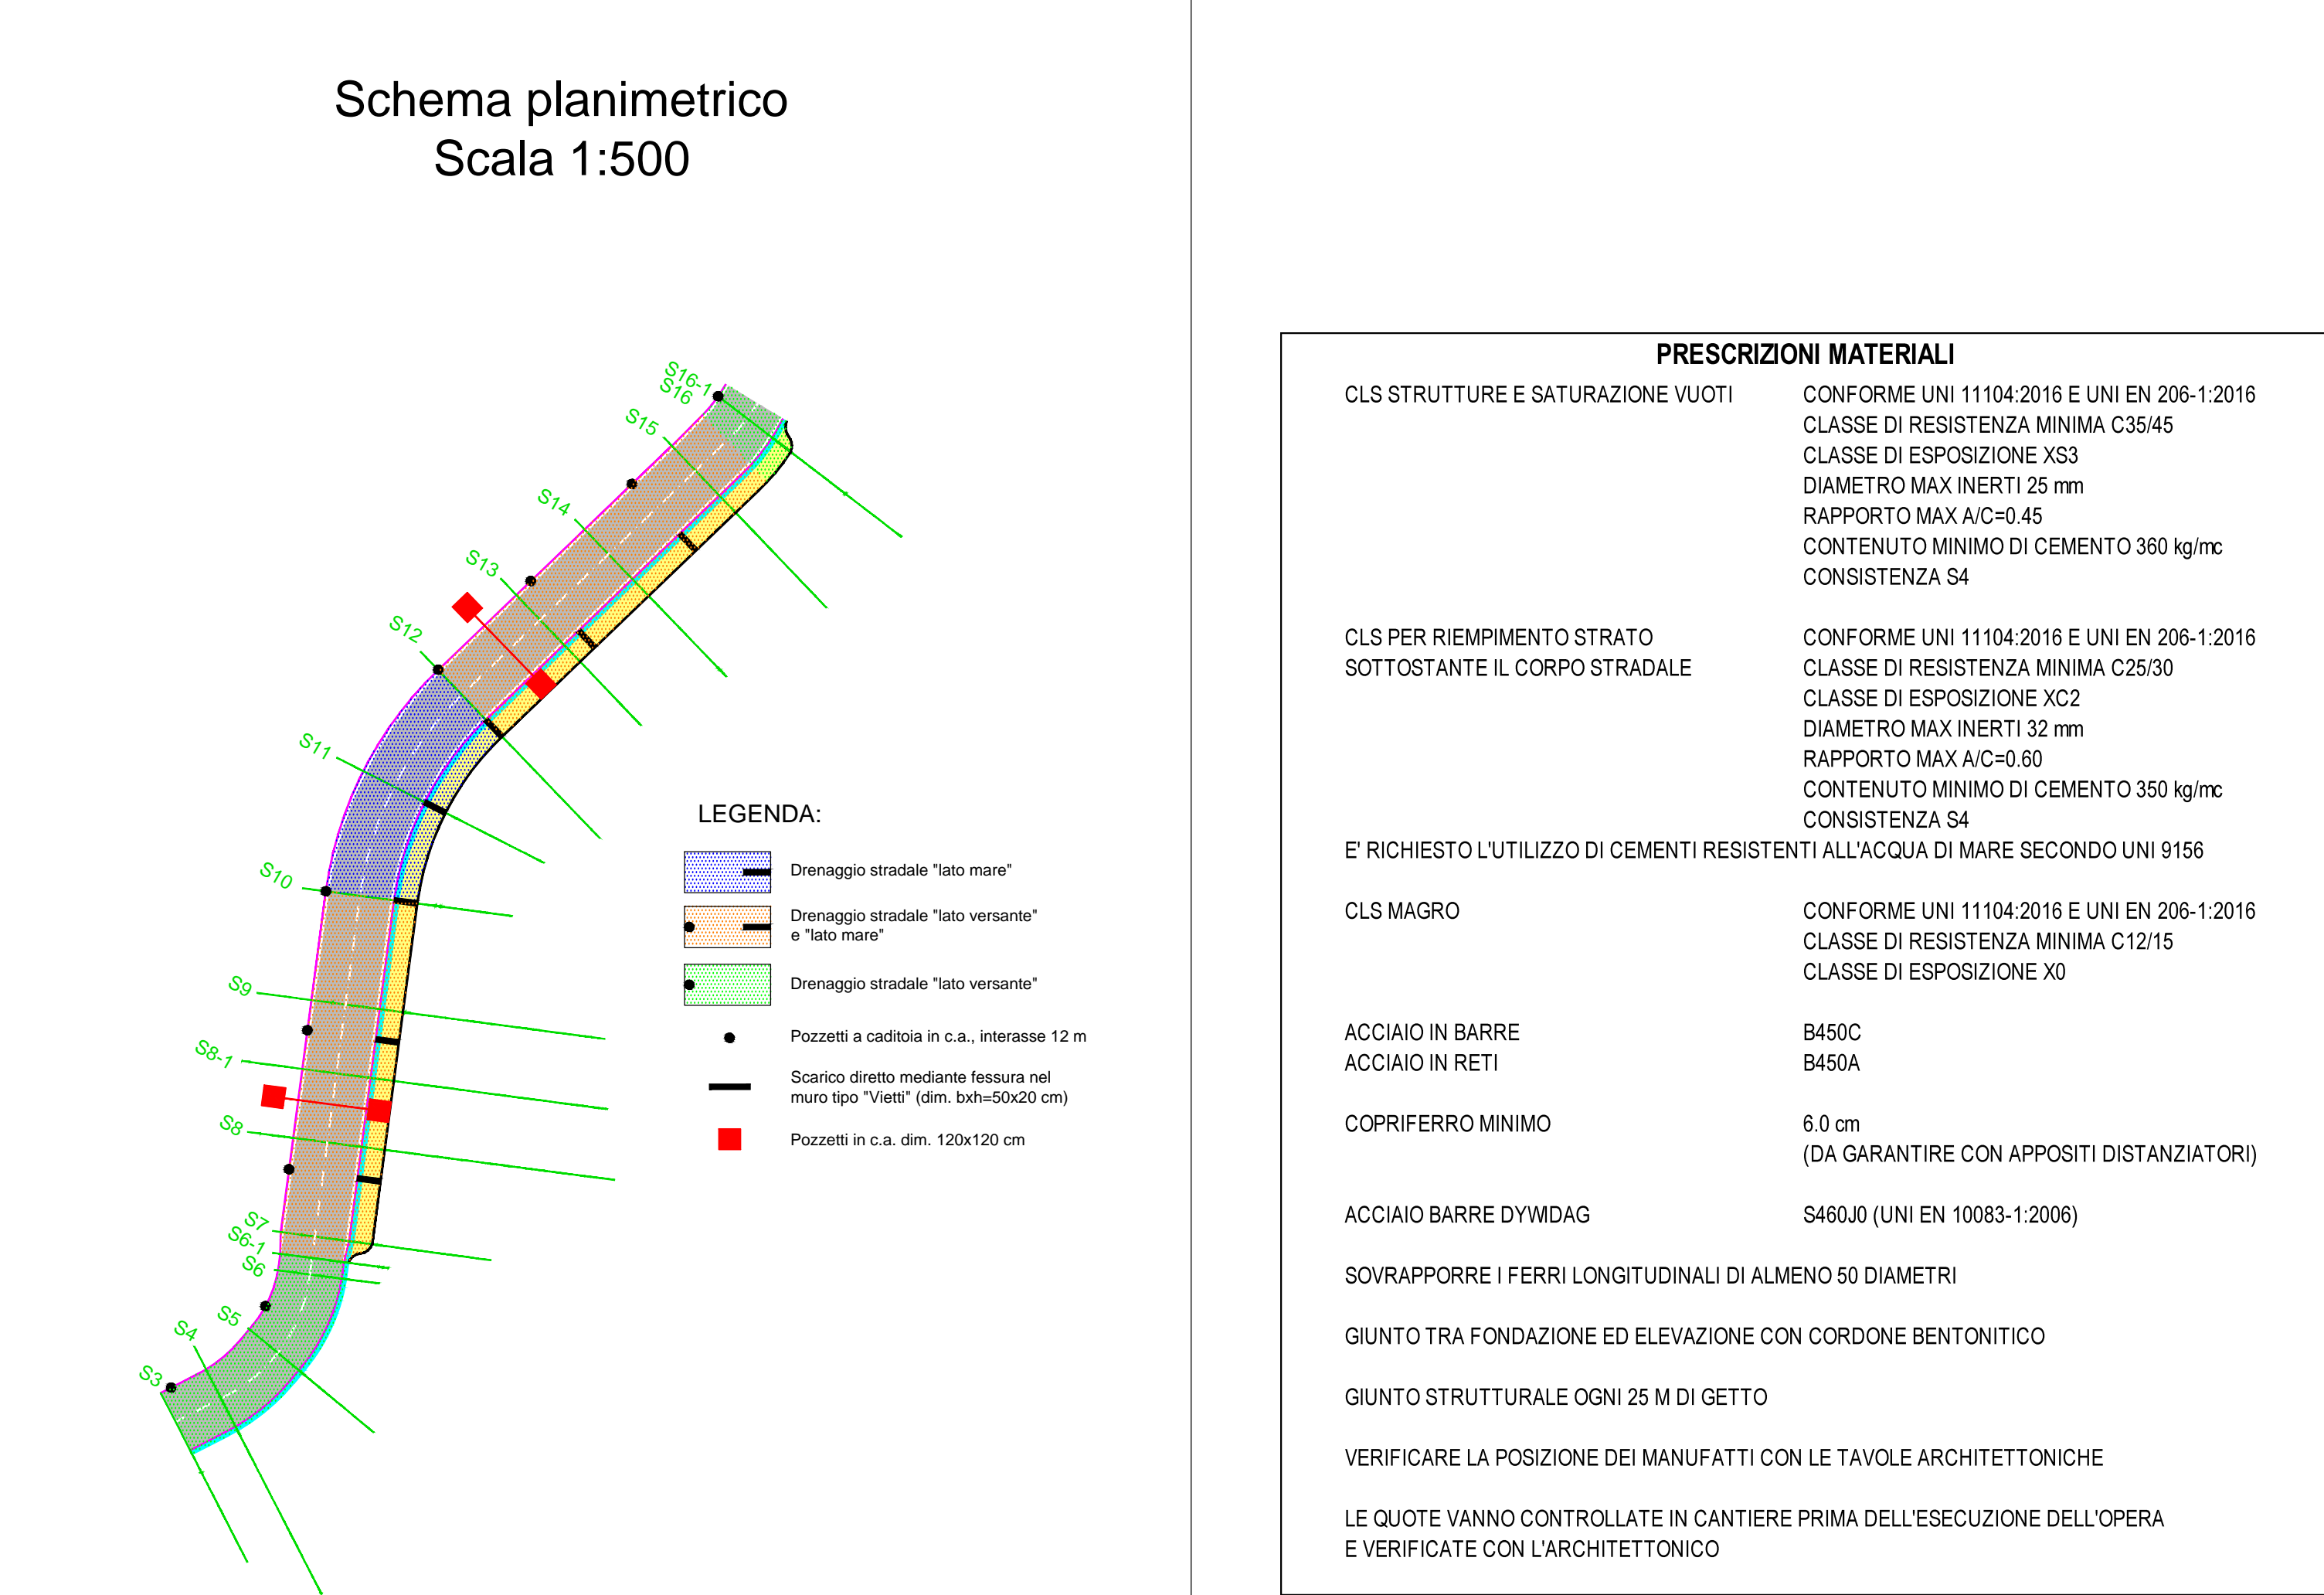 Schema planimetrico
Scala 1:500
S16-1
S16
S15
S14
S13
S12
S11
S10
S9
S8-1
S8
S7
S6-1
S6
S5
S4
S3
LEGENDA:
Drenaggio stradale "lato mare"
Drenaggio stradale "lato versante"
e "lato mare"
Drenaggio stradale "lato versante"
Pozzetti a caditoia in c.a., interasse 12 m
Scarico diretto mediante fessura nel
muro tipo "Vietti" (dim. bxh=50x20 cm)
Pozzetti in c.a. dim. 120x120 cm
PRESCRIZIONI MATERIALI
CLS STRUTTURE E SATURAZIONE VUOTI CONFORME UNI 11104:2016 E UNI EN 206-1:2016
CLASSE DI RESISTENZA MINIMA C35/45
CLASSE DI ESPOSIZIONE XS3
DIAMETRO MAX INERTI 25 mm
RAPPORTO MAX A/C=0.45
CONTENUTO MINIMO DI CEMENTO 360 kg/mc
CONSISTENZA S4
CLS PER RIEMPIMENTO STRATO CONFORME UNI 11104:2016 E UNI EN 206-1:2016
SOTTOSTANTE IL CORPO STRADALE CLASSE DI RESISTENZA MINIMA C25/30
CLASSE DI ESPOSIZIONE XC2
DIAMETRO MAX INERTI 32 mm
RAPPORTO MAX A/C=0.60
CONTENUTO MINIMO DI CEMENTO 350 kg/mc
CONSISTENZA S4
E' RICHIESTO L'UTILIZZO DI CEMENTI RESISTENTI ALL'ACQUA DI MARE SECONDO UNI 9156
CLS MAGRO CONFORME UNI 11104:2016 E UNI EN 206-1:2016
CLASSE DI RESISTENZA MINIMA C12/15
CLASSE DI ESPOSIZIONE X0
ACCIAIO IN BARRE B450C
ACCIAIO IN RETI B450A
COPRIFERRO MINIMO 6.0 cm
(DA GARANTIRE CON APPOSITI DISTANZIATORI)
ACCIAIO BARRE DYWIDAG S460J0 (UNI EN 10083-1:2006)
SOVRAPPORRE I FERRI LONGITUDINALI DI ALMENO 50 DIAMETRI
GIUNTO TRA FONDAZIONE ED ELEVAZIONE CON CORDONE BENTONITICO
GIUNTO STRUTTURALE OGNI 25 M DI GETTO
VERIFICARE LA POSIZIONE DEI MANUFATTI CON LE TAVOLE ARCHITETTONICHE
LE QUOTE VANNO CONTROLLATE IN CANTIERE PRIMA DELL'ESECUZIONE DELL'OPERA
E VERIFICATE CON L'ARCHITETTONICO